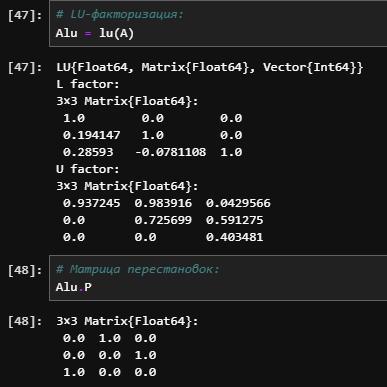 [47]: # LU-факторизация:
Alu = lu(A)
[47]: LU{Float64, Matrix{Float64}, Vector{Int64}}
L factor:
3×3 Matrix{Float64}:
1.0 0.0 0.0
0.194147 1.0 0.0
0.28593 -0.0781108 1.0
U factor:
3×3 Matrix{Float64}:
0.937245 0.983916 0.0429566
0.0 0.725699 0.591275
0.0 0.0 0.403481
[48]: # Матрица перестановок:
Alu.P
[48]: 3×3 Matrix{Float64}:
0.0 1.0 0.0
0.0 0.0 1.0
1.0 0.0 0.0